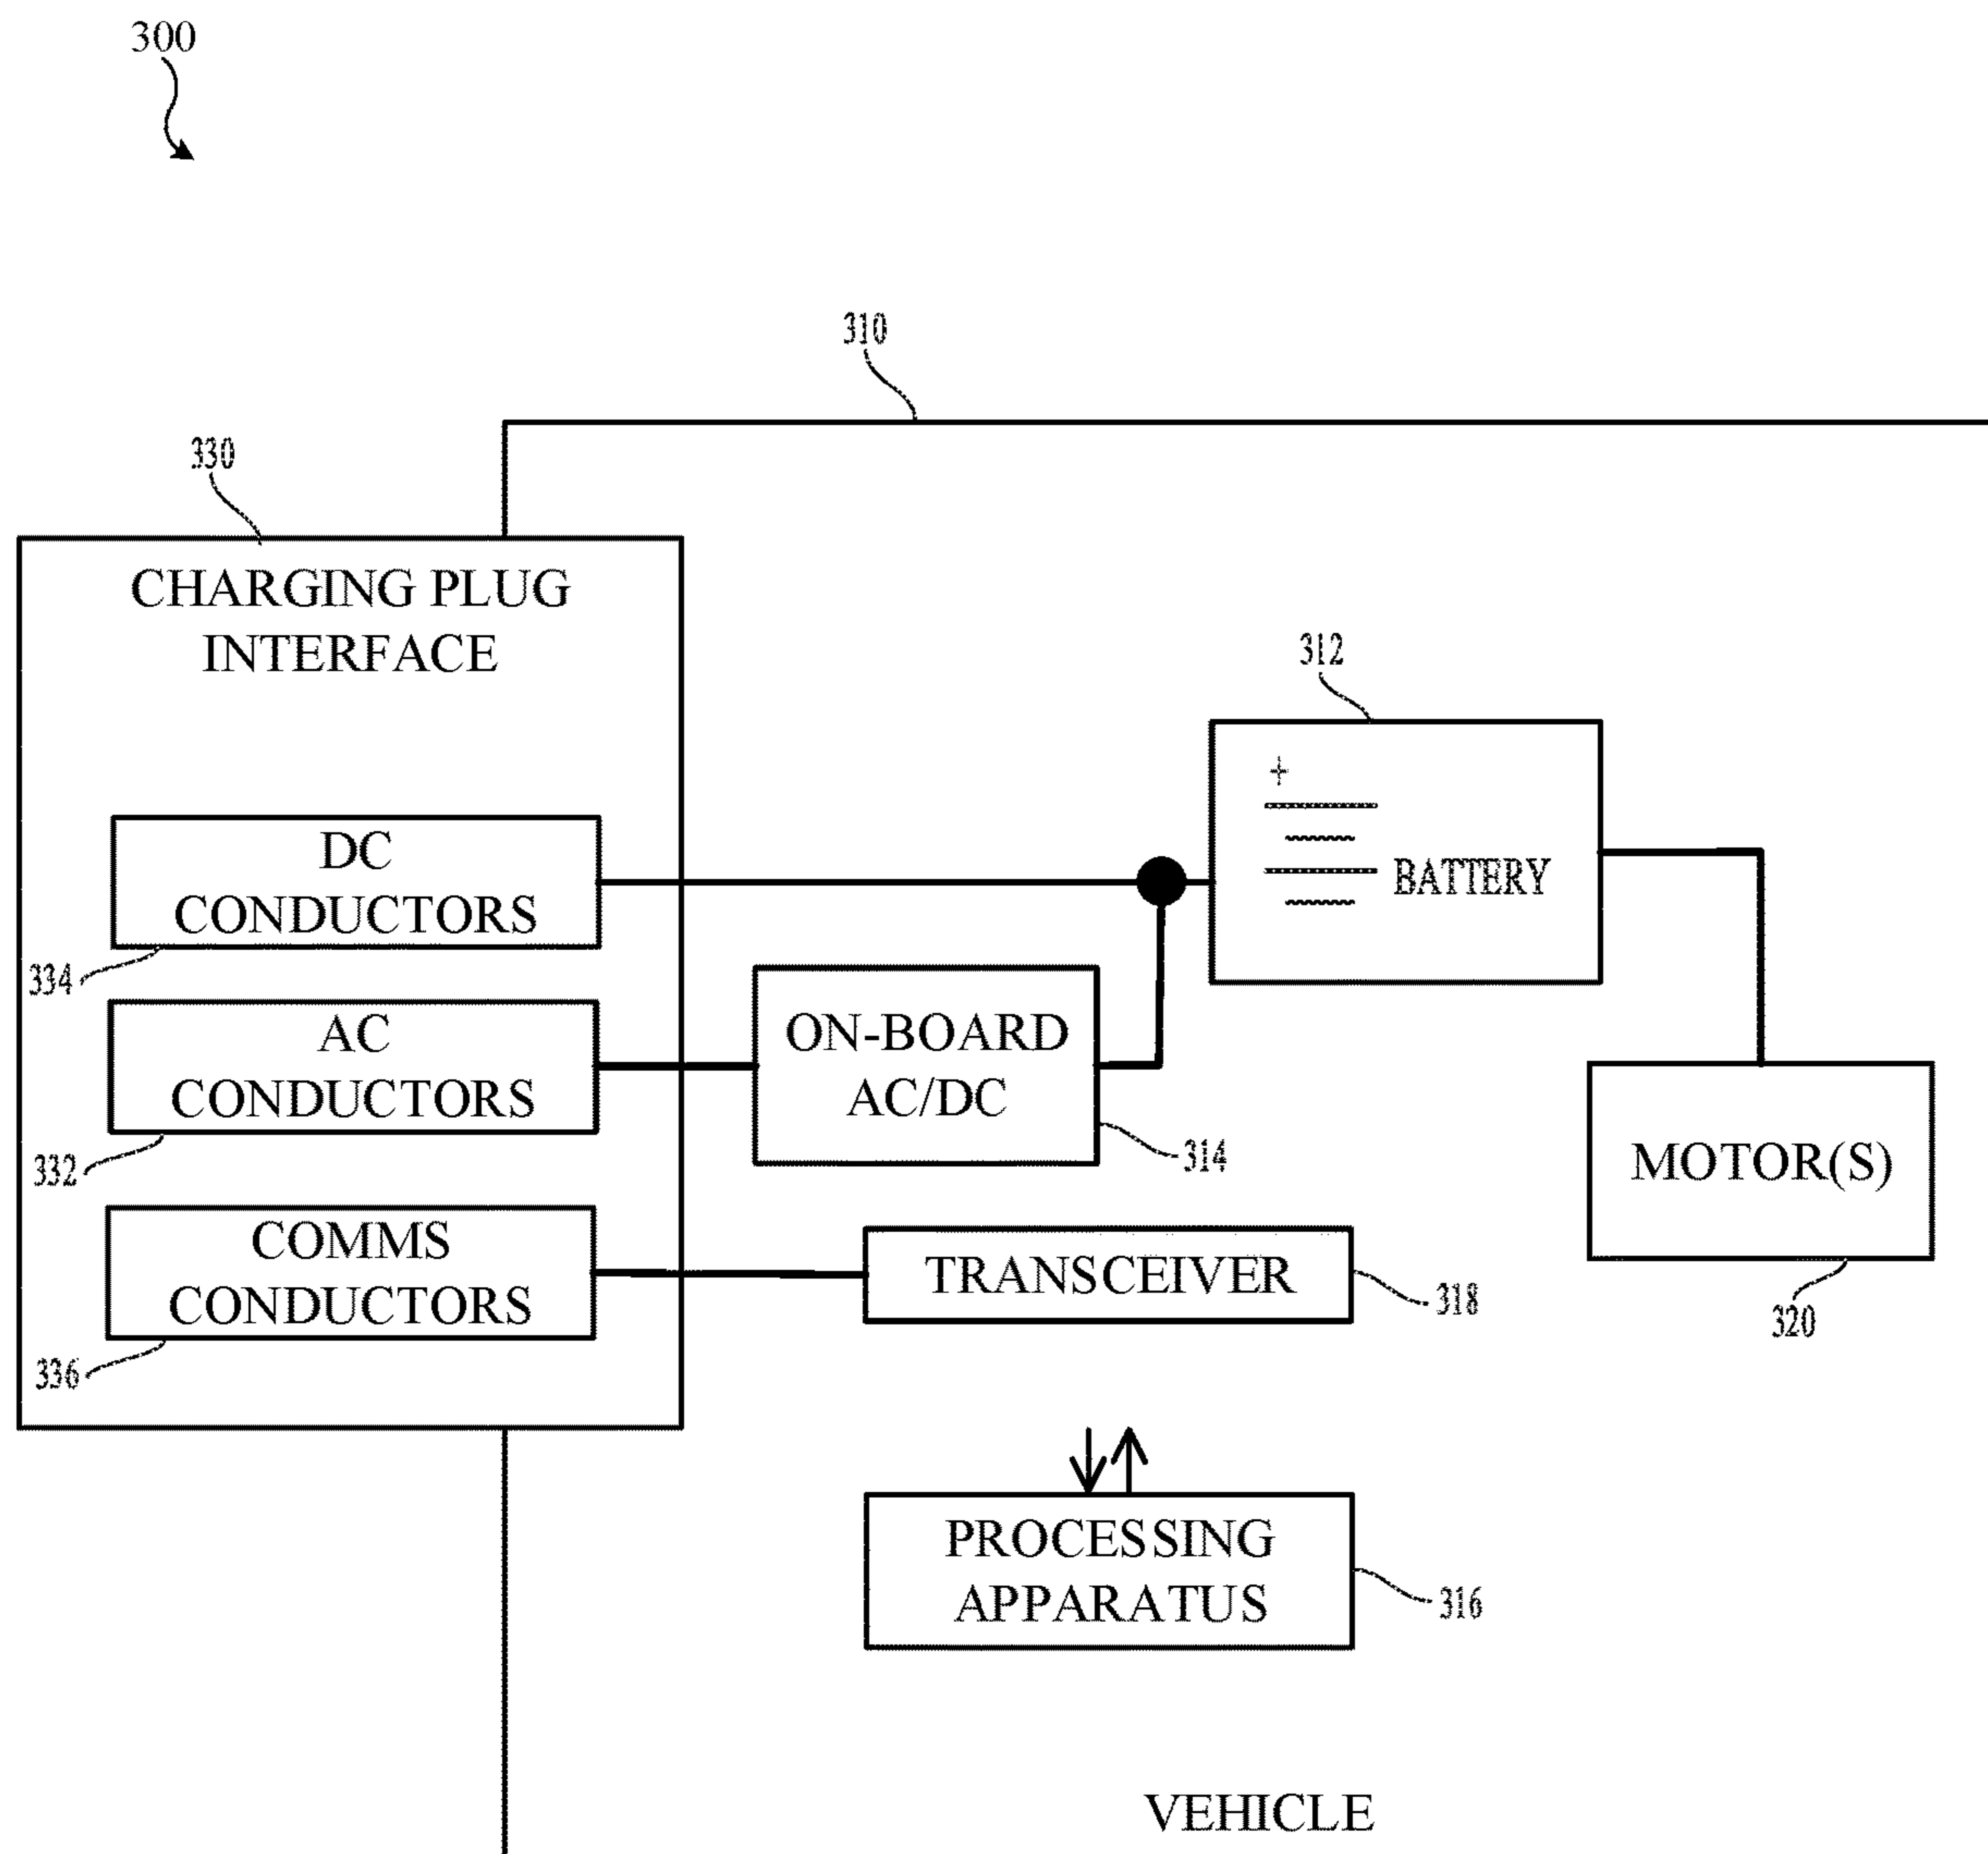 300
310
330
CHARGING PLUG
INTERFACE
312
+
BATTERY
DC
CONDUCTORS
334
AC
CONDUCTORS
332
ON-BOARD
AC/DC
314
MOTOR(S)
320
COMMS
CONDUCTORS
336
TRANSCEIVER
318
PROCESSING
APPARATUS
316
VEHICLE